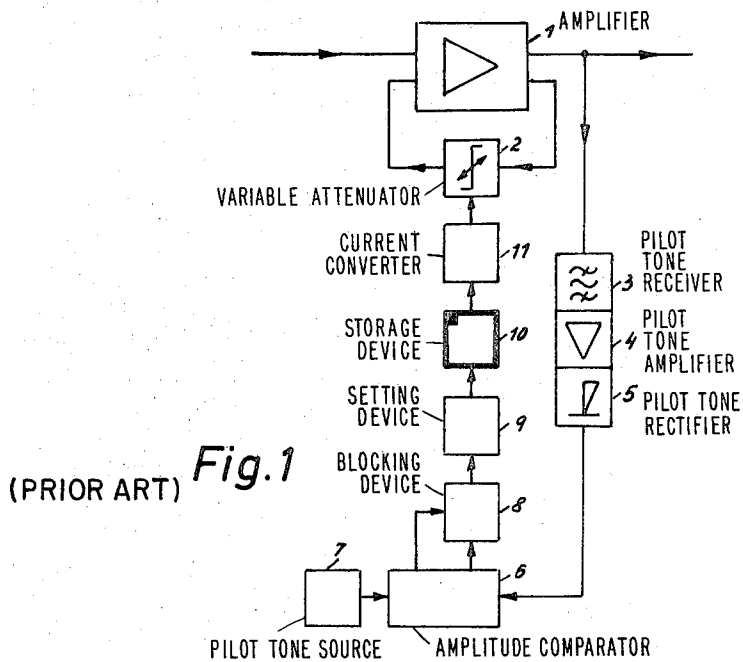 1 AMPLIFIER
2
VARIABLE ATTENUATOR
CURRENT
CONVERTER
11
PILOT
TONE
RECEIVER
3
STORAGE
DEVICE
10
PILOT
TONE
AMPLIFIER
4
SETTING
DEVICE
9
5 PILOT TONE
RECTIFIER
(PRIOR ART) Fig.1
BLOCKING
DEVICE
8
7
6
PILOT TONE SOURCE
AMPLITUDE COMPARATOR